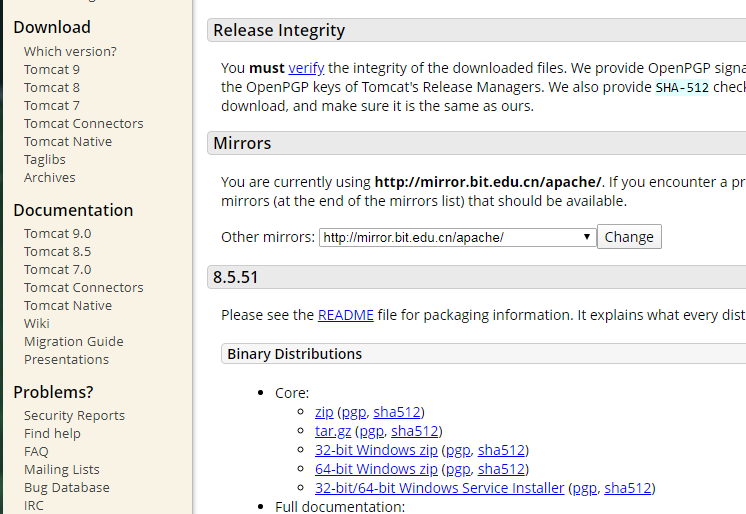 Download
Which version?
Tomcat 9
Tomcat 8
Tomcat 7
Tomcat Connectors
Tomcat Native
Taglibs
Archives
Documentation
Tomcat 9.0
Tomcat 8.5
Tomcat 7.0
Tomcat Connectors
Tomcat Native
Wiki
Migration Guide
Presentations
Problems?
Security Reports
Find help
FAQ
Mailing Lists
Bug Database
IRC
Release Integrity
You must verify the integrity of the downloaded files. We provide OpenPGP signa
the OpenPGP keys of Tomcat's Release Managers. We also provide SHA-512 check
download, and make sure it is the same as ours.
Mirrors
You are currently using http://mirror.bit.edu.cn/apache/. If you encounter a pr
mirrors (at the end of the mirrors list) that should be available.
Other mirrors: http://mirror.bit.edu.cn/apache/ Change
8.5.51
Please see the README file for packaging information. It explains what every dist
Binary Distributions
Core:
zip (pgp, sha512)
tar.gz (pgp, sha512)
32-bit Windows zip (pgp, sha512)
64-bit Windows zip (pgp, sha512)
32-bit/64-bit Windows Service Installer (pgp, sha512)
Full documentation: